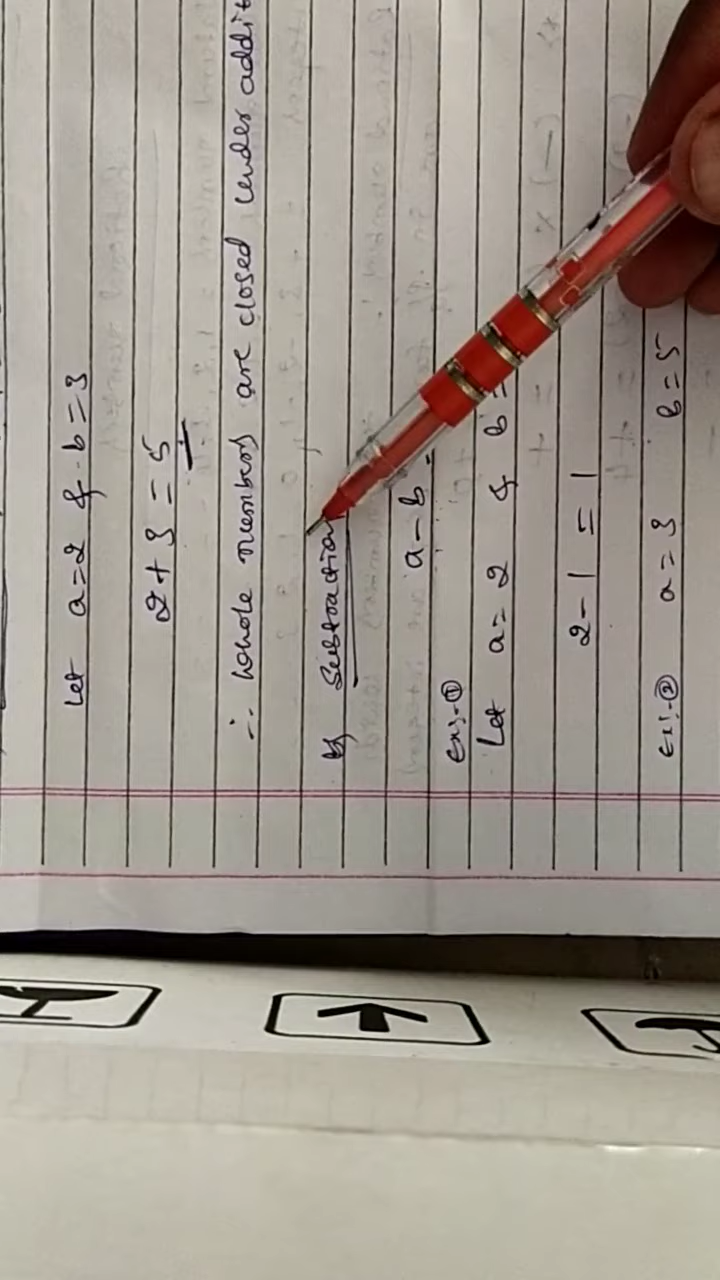 Let a=2 & b=3
2+3=5
∴ Whole numbers are closed under addit
Subtraction
a-b
ex:-①
Let a=2 & b=
2-1=1
ex:-② a=3 b=5